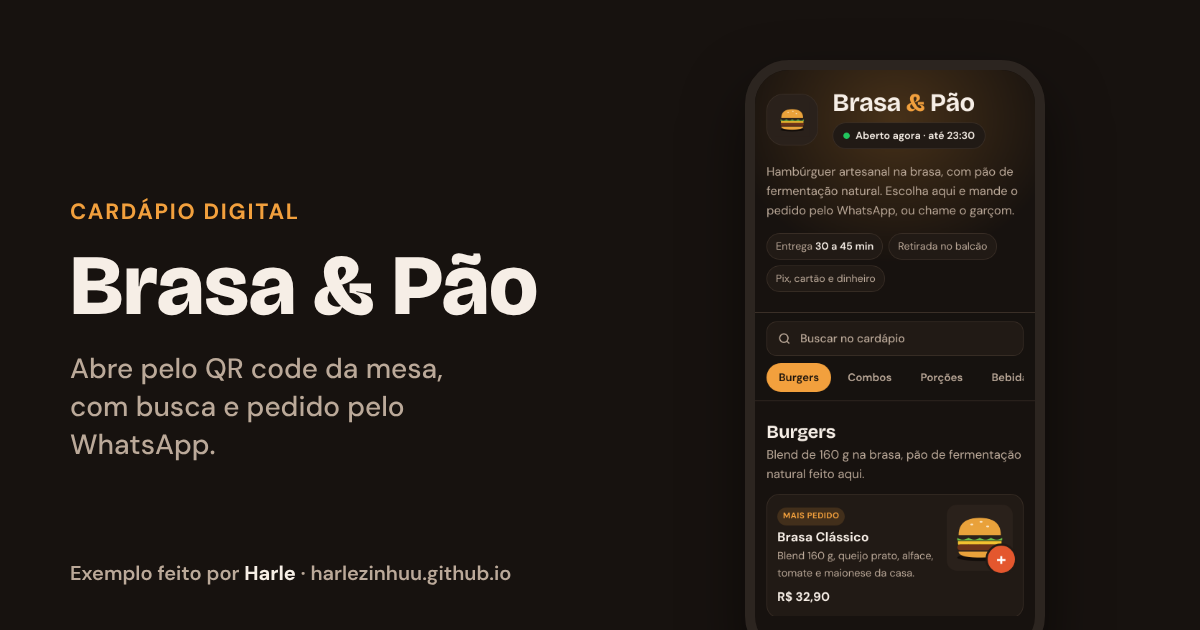 CARDÁPIO DIGITAL
Brasa & Pão
Abre pelo QR code da mesa,
com busca e pedido pelo
WhatsApp.
Exemplo feito por Harle · harlezinhuu.github.io
Brasa & Pão
Aberto agora · até 23:30
Hambúrguer artesanal na brasa, com pão de
fermentação natural. Escolha aqui e mande o
pedido pelo WhatsApp, ou chame o garçom.
Entrega 30 a 45 min
Retirada no balcão
Pix, cartão e dinheiro
Buscar no cardápio
Burgers Combos Porções Bebida
Burgers
Blend de 160 g na brasa, pão de fermentação
natural feito aqui.
MAIS PEDIDO
Brasa Clássico
Blend 160 g, queijo prato, alface,
tomate e maionese da casa.
+
R$ 32,90